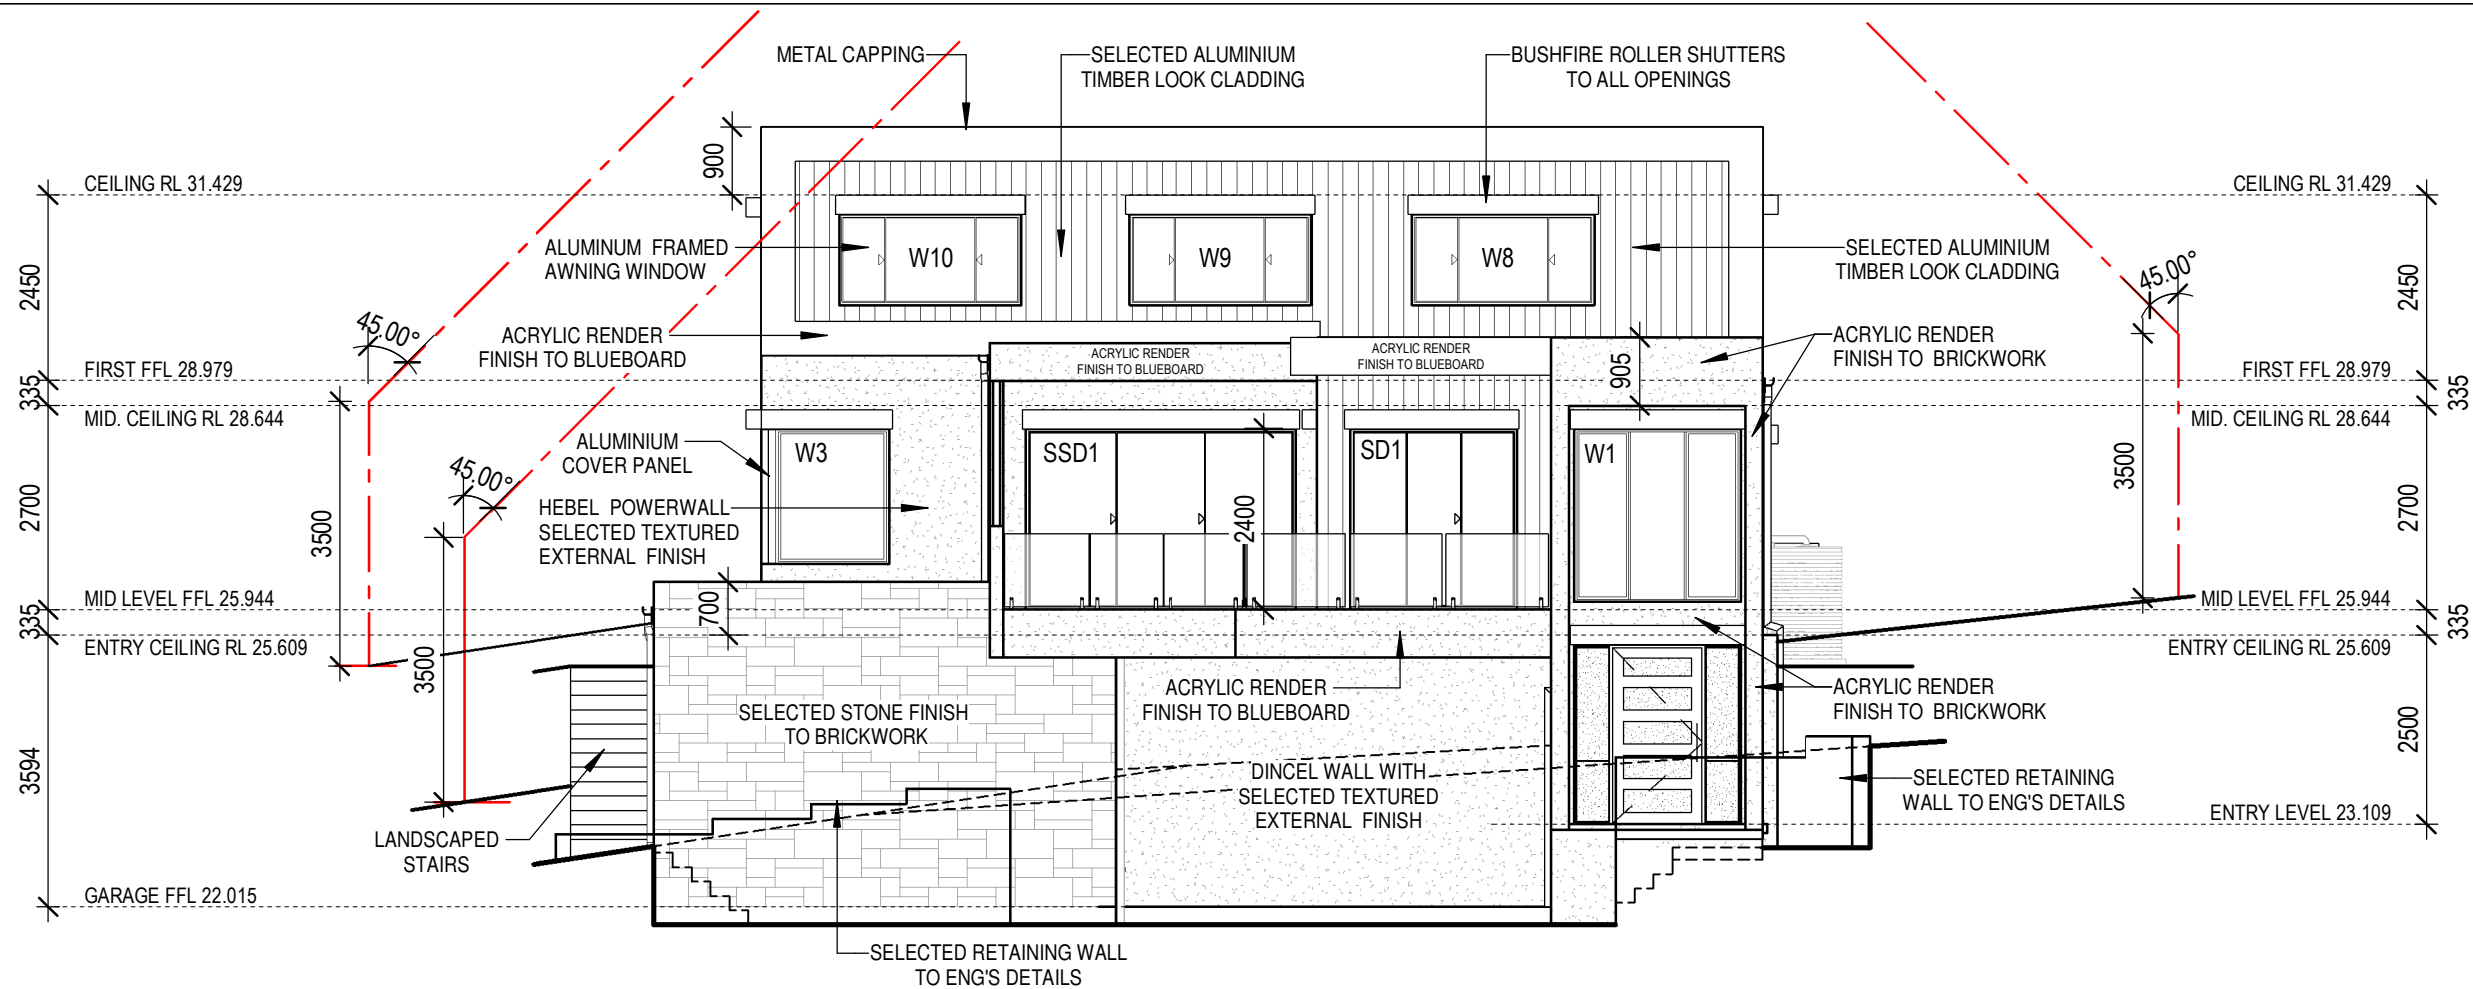 METAL CAPPING
SELECTED ALUMINIUM
TIMBER LOOK CLADDING
BUSHFIRE ROLLER SHUTTERS
TO ALL OPENINGS
900
CEILING RL 31.429
CEILING RL 31.429
ALUMINUM FRAMED
AWNING WINDOW
W10
W9
W8
SELECTED ALUMINIUM
TIMBER LOOK CLADDING
2450
2450
45.00°
45.00°
ACRYLIC RENDER
FINISH TO BLUEBOARD
ACRYLIC RENDER
FINISH TO BLUEBOARD
ACRYLIC RENDER
FINISH TO BLUEBOARD
ACRYLIC RENDER
FINISH TO BRICKWORK
905
FIRST FFL 28.979
FIRST FFL 28.979
335
335
MID. CEILING RL 28.644
MID. CEILING RL 28.644
ALUMINIUM
COVER PANEL
W3
SSD1
SD1
W1
45.00°
3500
2700
2700
HEBEL POWERWALL
SELECTED TEXTURED
EXTERNAL FINISH
2400
3500
MID LEVEL FFL 25.944
MID LEVEL FFL 25.944
700
335
335
ENTRY CEILING RL 25.609
ENTRY CEILING RL 25.609
3500
ACRYLIC RENDER
FINISH TO BLUEBOARD
ACRYLIC RENDER
FINISH TO BRICKWORK
SELECTED STONE FINISH
TO BRICKWORK
2500
3594
DINCEL WALL WITH
SELECTED TEXTURED
EXTERNAL FINISH
SELECTED RETAINING
WALL TO ENG'S DETAILS
ENTRY LEVEL 23.109
LANDSCAPED
STAIRS
GARAGE FFL 22.015
SELECTED RETAINING WALL
TO ENG'S DETAILS